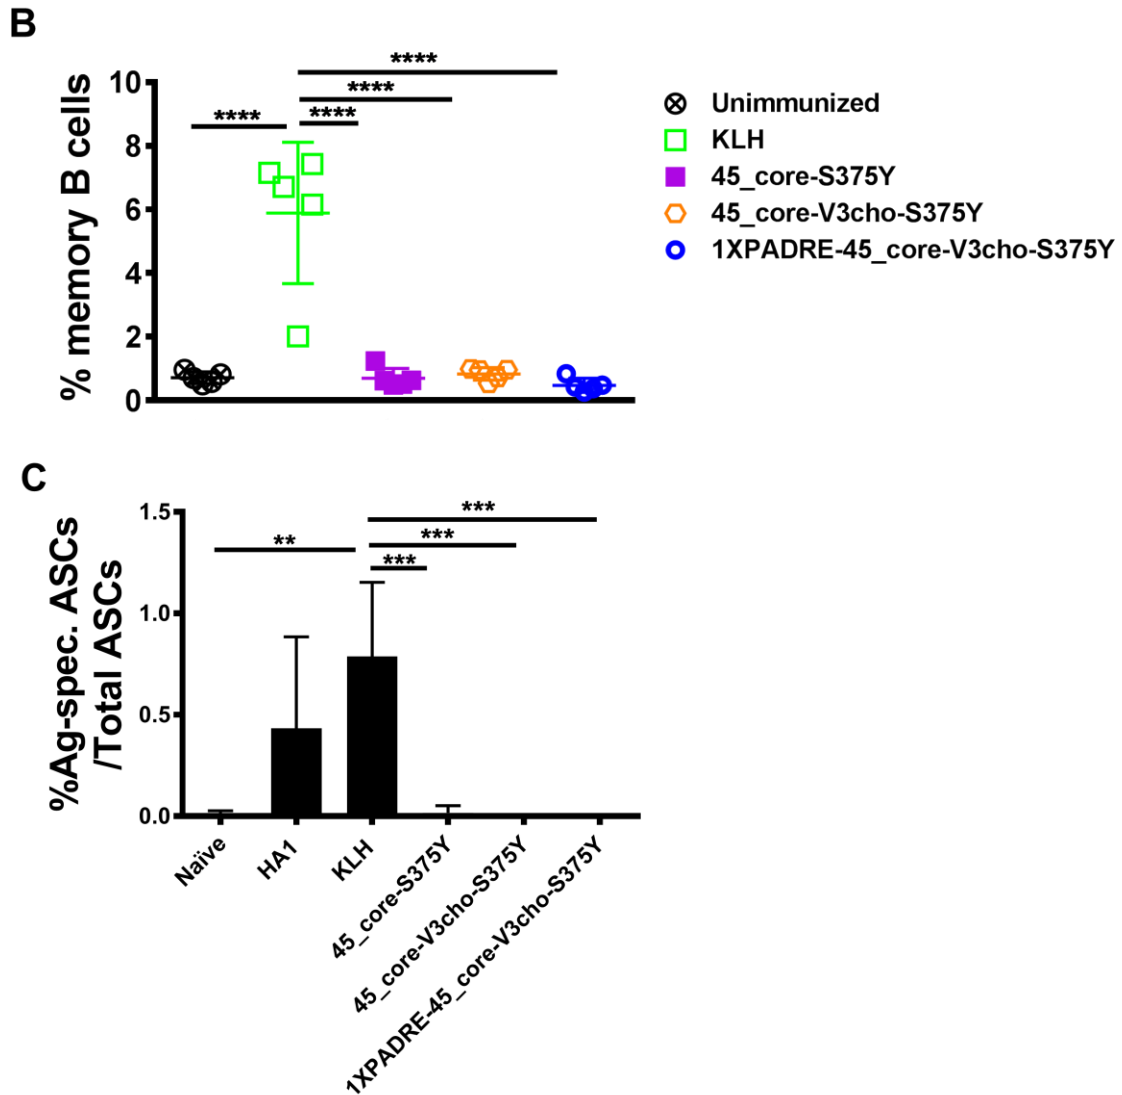 B
% memory B cells
10
8
6
4
2
0
****
****
****
****
Unimmunized
KLH
45_core-S375Y
45_core-V3cho-S375Y
1XPADRE-45_core-V3cho-S375Y
C
%Ag-spec. ASCs
/Total ASCs
1.5
1.0
0.5
0.0
***
***
**
***
Naïve
HA1
KLH
45_core-S375Y
45_core-V3cho-S375Y
1XPADRE-45_core-V3cho-S375Y